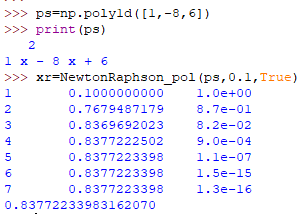 >>> ps=np.poly1d([1,-8,6])
>>> print(ps)
   2
1 x - 8 x + 6
>>> xr=NewtonRaphson_pol(ps,0.1,True)
1        0.1000000000    1.0e+00
2        0.7679487179    8.7e-01
3        0.8369692023    8.2e-02
4        0.8377222502    9.0e-04
5        0.8377223398    1.1e-07
6        0.8377223398    1.5e-15
7        0.8377223398    1.3e-16
0.83772233983162070